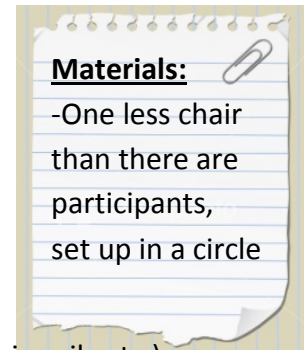 Materials:
-One less chair
than there are
participants,
set up in a circle